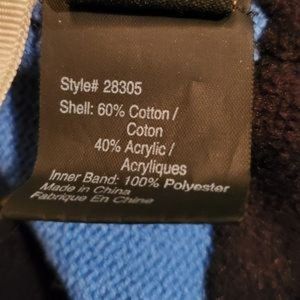 Style# 28305
Shell: 60% Cotton /
Coton
40% Acrylic /
Acryliques
Inner Band: 100% Polyester
Made in China
Fabrique En Chine